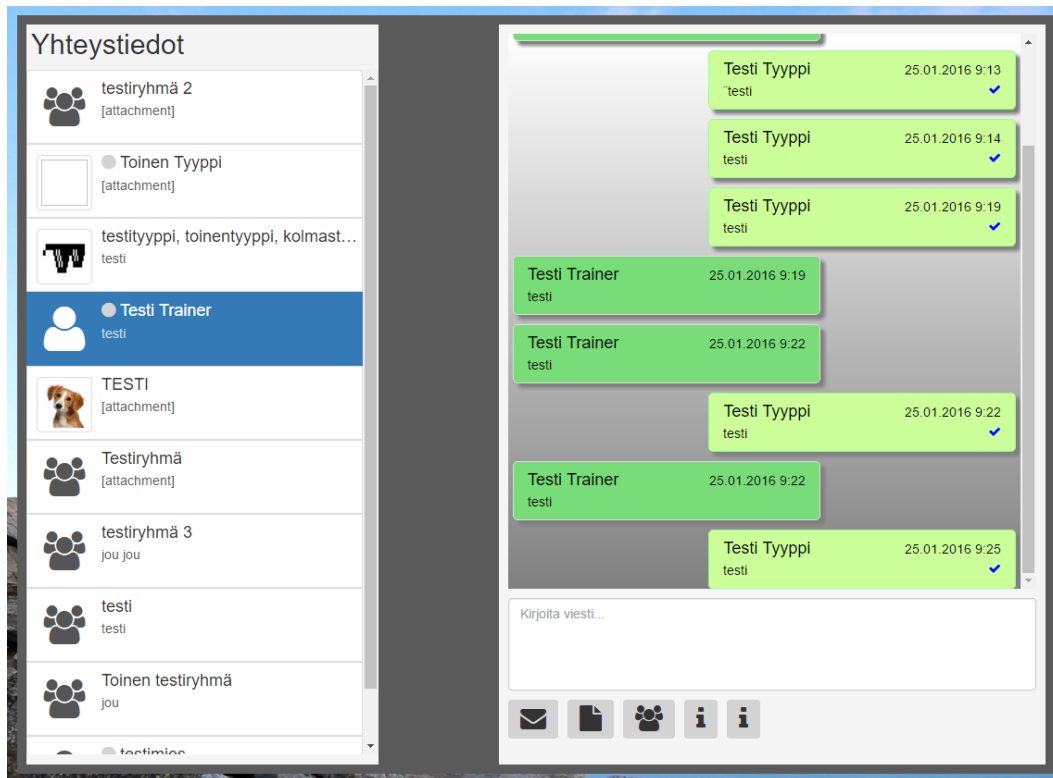 Yhteystiedot
testiryhmä 2
[attachment]
Toinen Tyyppi
[attachment]
testityyppi, toinentyyppi, kolmast...
testi
Testi Trainer
testi
TESTI
[attachment]
Testiryhmä
[attachment]
testiryhmä 3
jou jou
testi
testi
Toinen testiryhmä
jou
testimies
Testi Tyyppi 25.01.2016 9:13
¨testi
Testi Tyyppi 25.01.2016 9:14
testi
Testi Tyyppi 25.01.2016 9:19
testi
Testi Trainer 25.01.2016 9:19
testi
Testi Trainer 25.01.2016 9:22
testi
Testi Tyyppi 25.01.2016 9:22
testi
Testi Trainer 25.01.2016 9:22
testi
Testi Tyyppi 25.01.2016 9:25
testi
Kirjoita viesti...